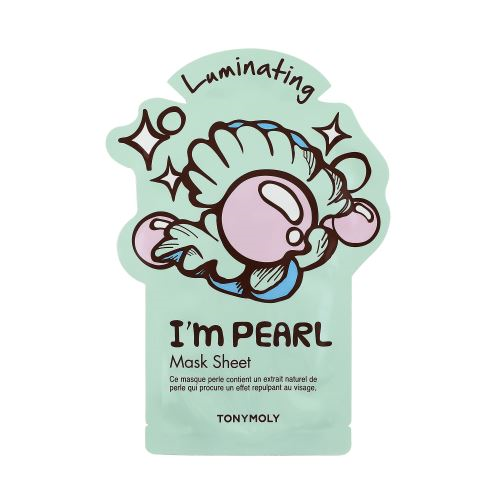 Luminating
I'm PEARL
Mask Sheet
Ce masque perle contient un extrait naturel de
perle qui procure un effet repulpant au visage,
TONYMOLY